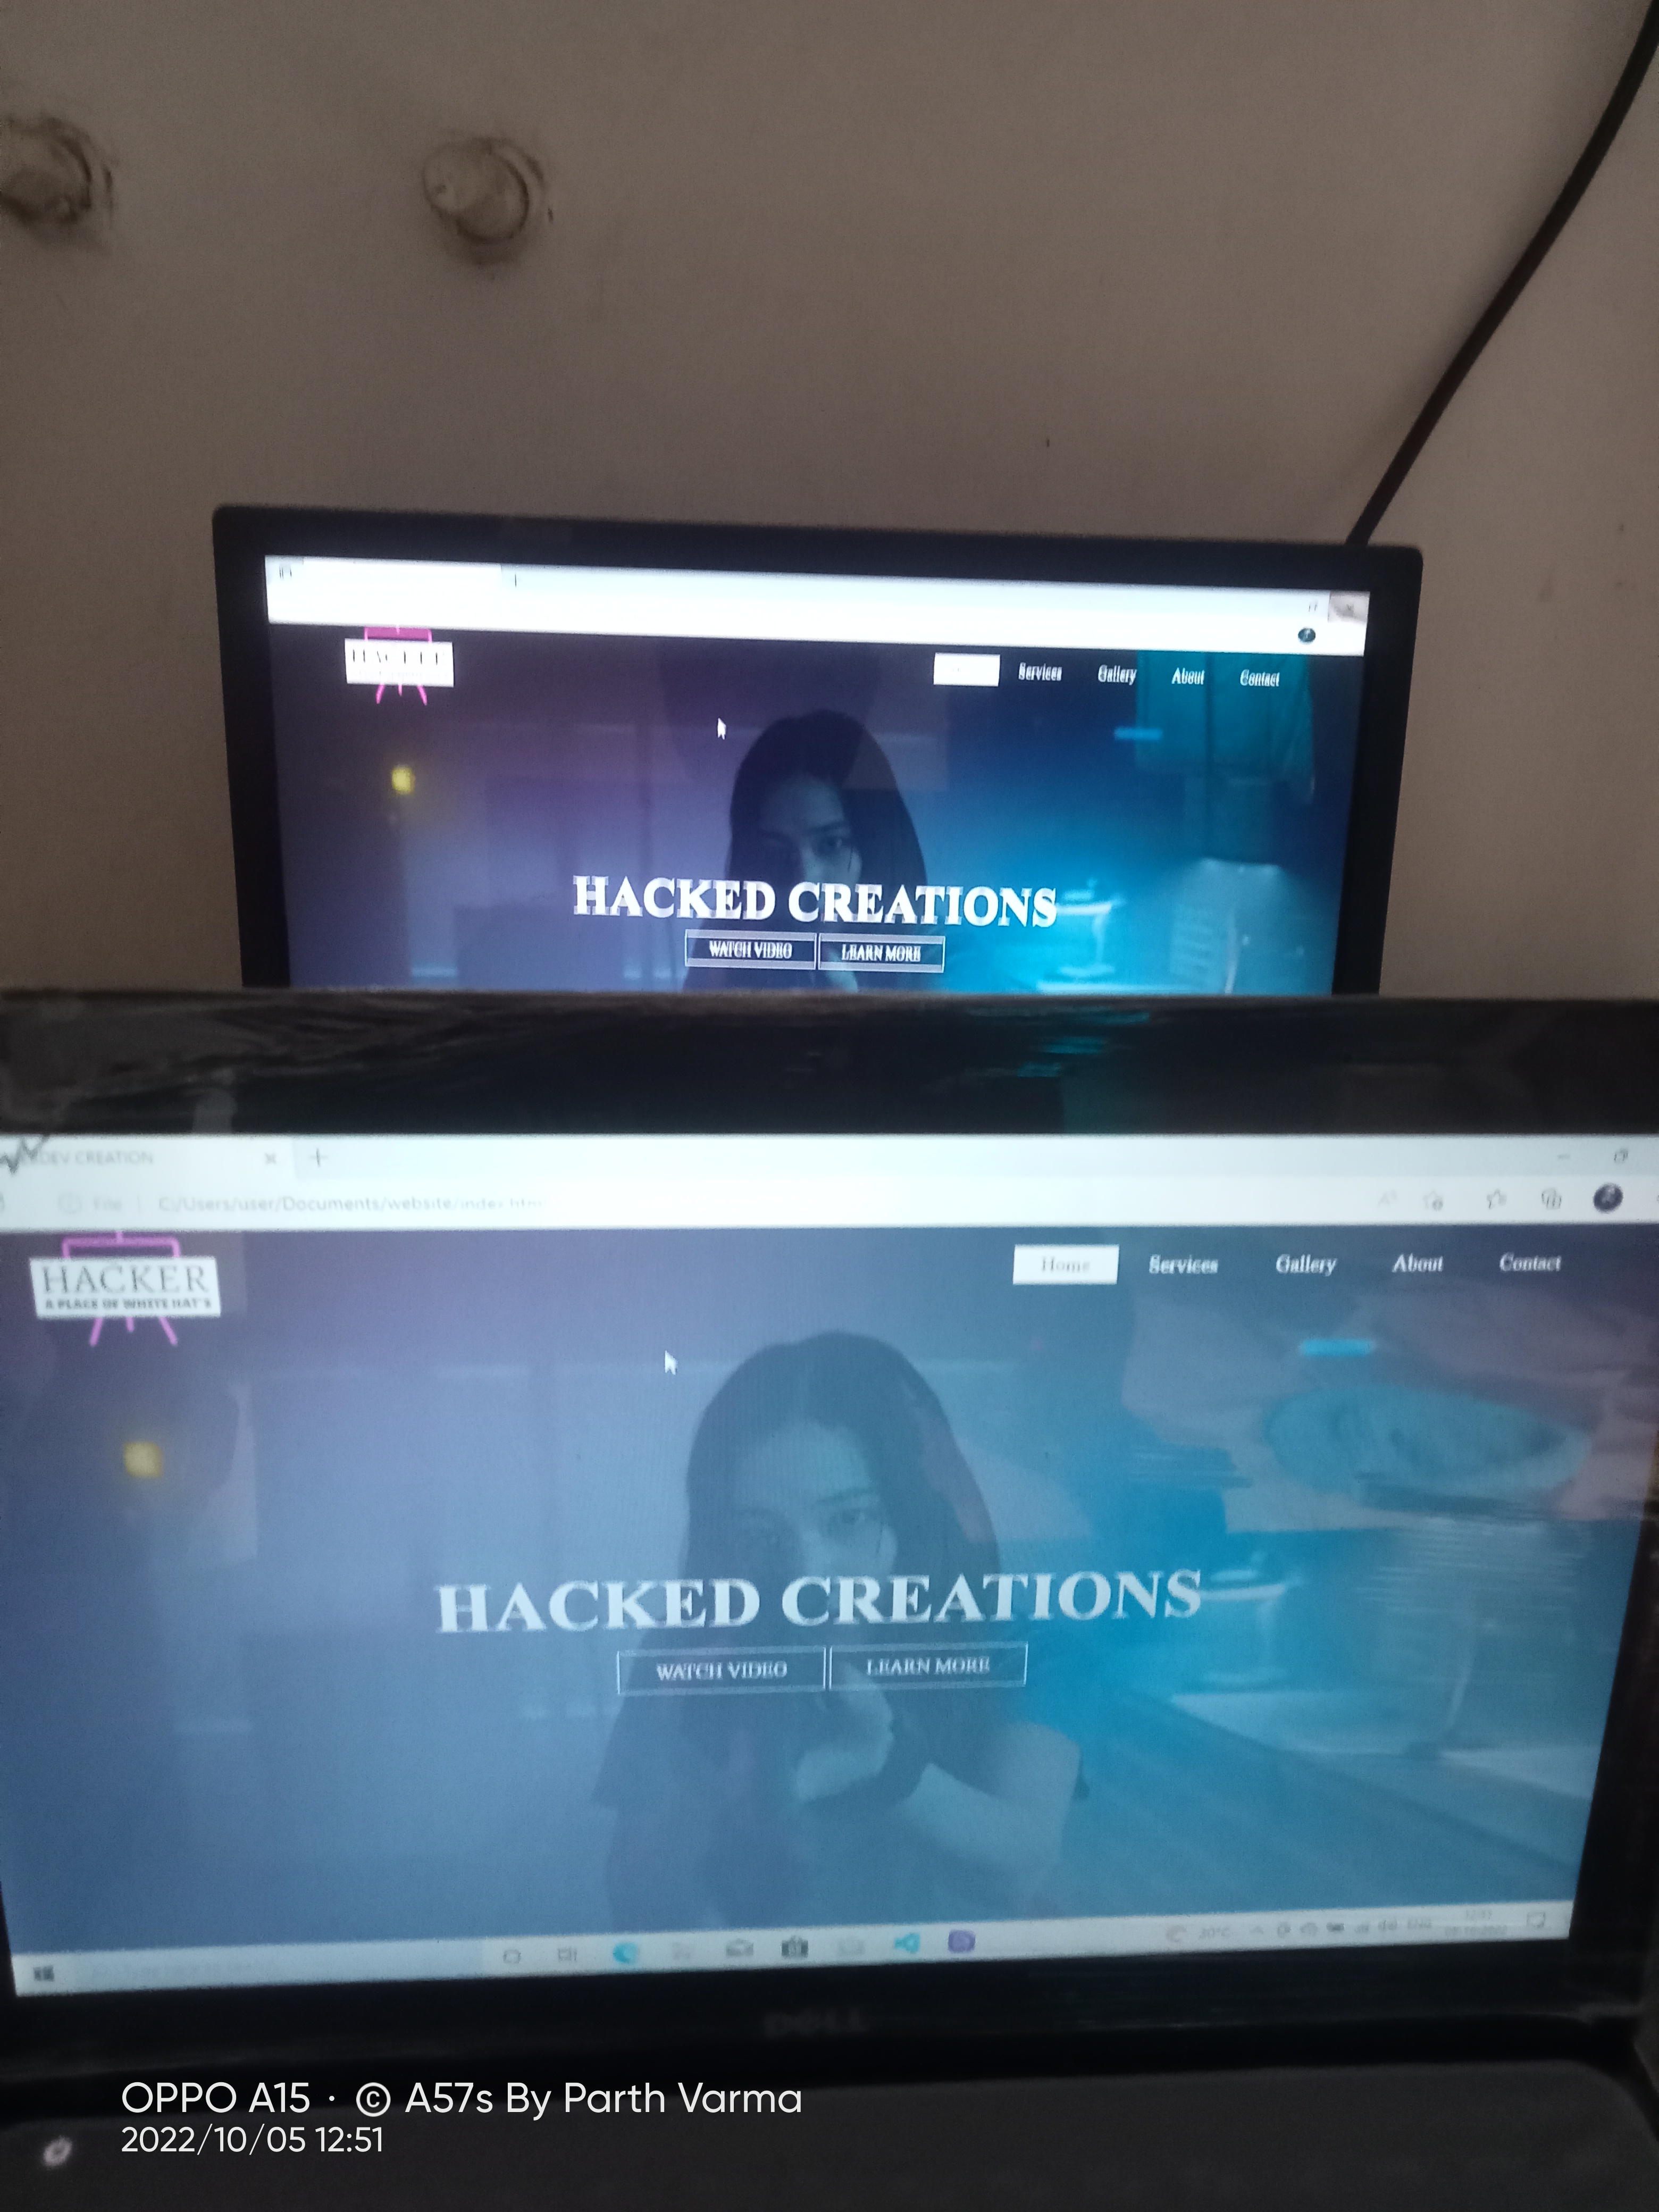 Services Gallery About Contact
HACKED CREATIONS
WATCH VIDEO LEARN MORE
DEV CREATION
File C:/Users/user/Documents/website/index.htm
HACKER
A PLACE OF WHITE HAT'S
Home Services Gallery About Contact
HACKED CREATIONS
WATCH VIDEO LEARN MORE
30°C
DELL
OPPO A15 · © A57s By Parth Varma
2022/10/05 12:51